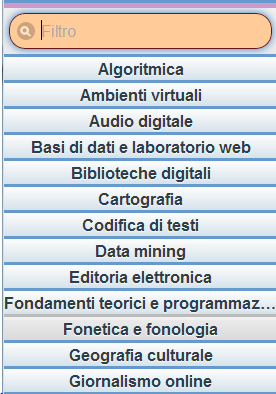 Filtro
Algoritmica
Ambienti virtuali
Audio digitale
Basi di dati e laboratorio web
Biblioteche digitali
Cartografia
Codifica di testi
Data mining
Editoria elettronica
Fondamenti teorici e programmaz...
Fonetica e fonologia
Geografia culturale
Giornalismo online